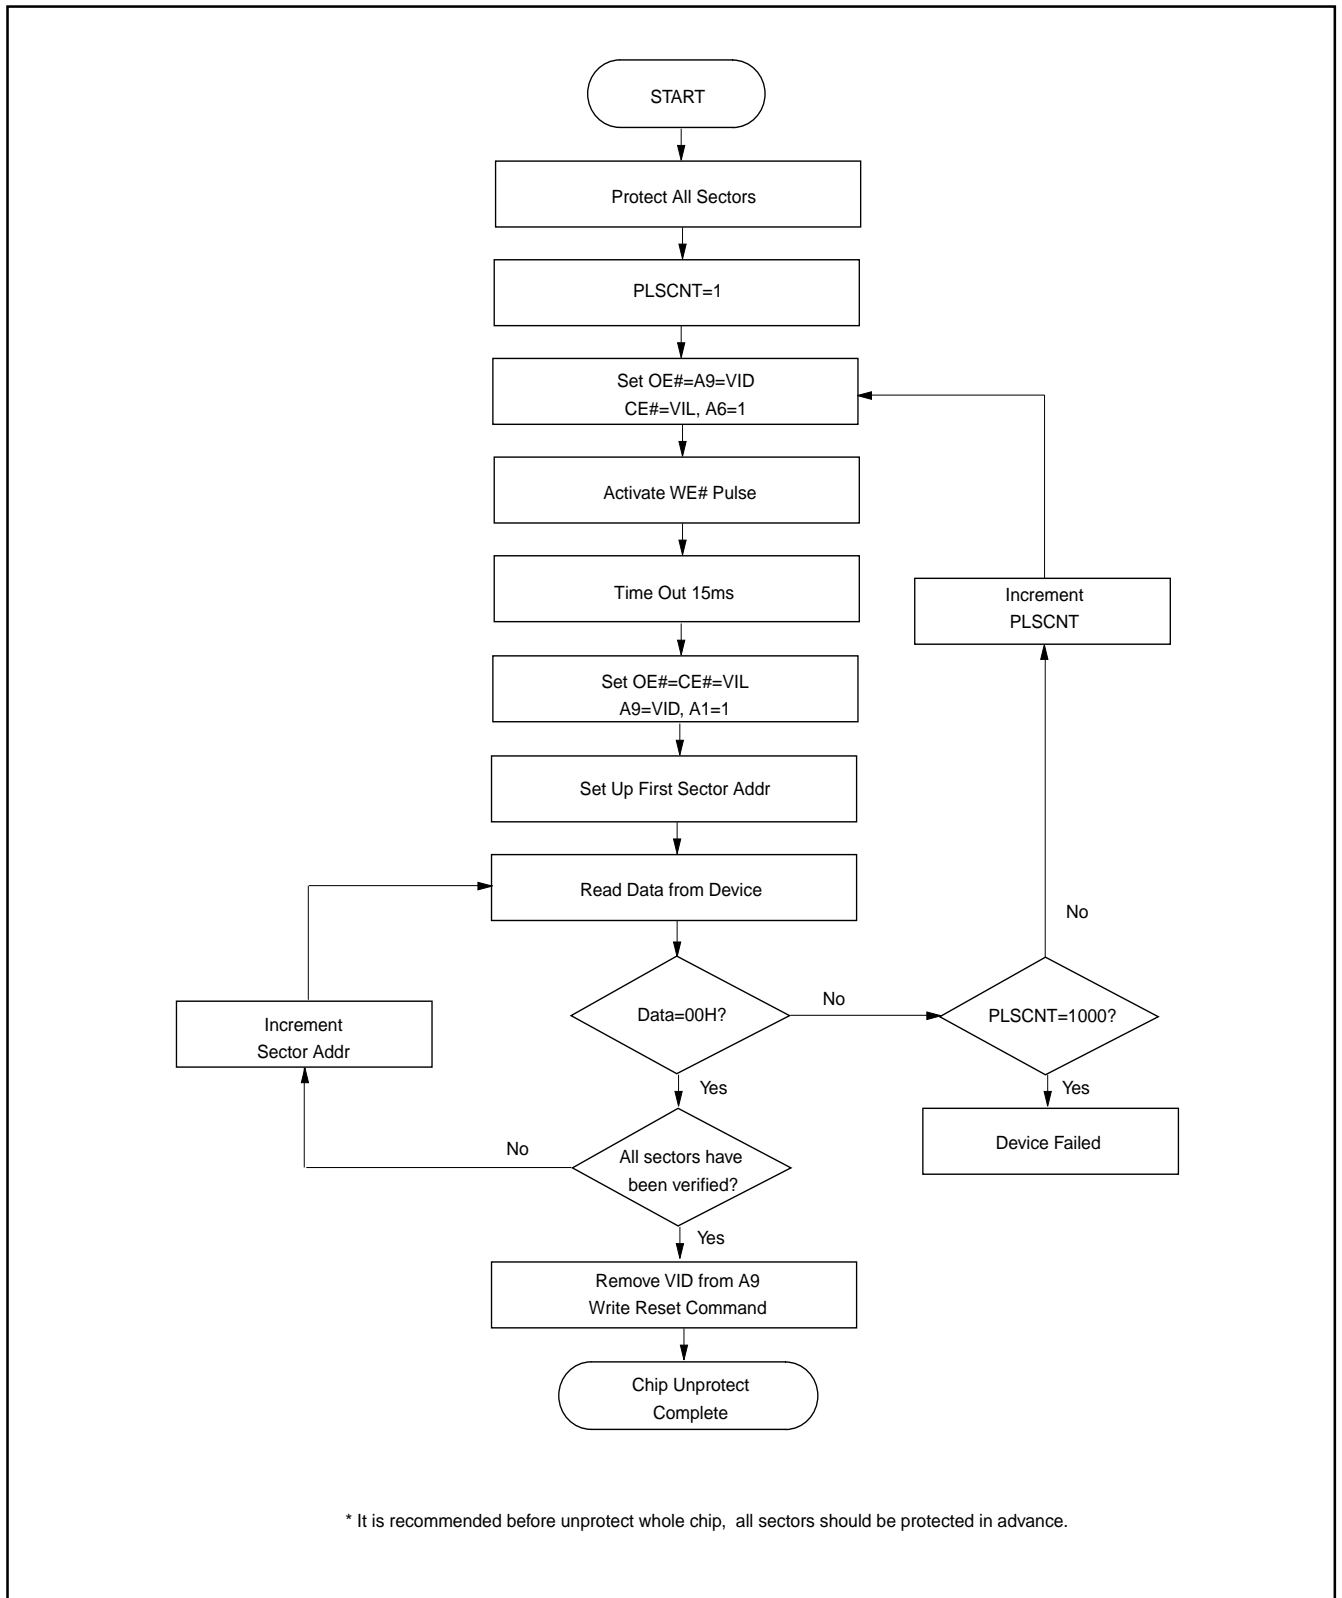 START
Protect All Sectors
PLSCNT=1
Set OE#=A9=VID
CE#=VIL, A6=1
Activate WE# Pulse
Time Out 15ms
Increment
PLSCNT
Set OE#=CE#=VIL
A9=VID, A1=1
Set Up First Sector Addr
Read Data from Device
No
Data=00H?
No
PLSCNT=1000?
Increment
Sector Addr
Yes
Yes
Device Failed
No
All sectors have
been verified?
Yes
Remove VID from A9
Write Reset Command
Chip Unprotect
Complete
* It is recommended before unprotect whole chip, all sectors should be protected in advance.